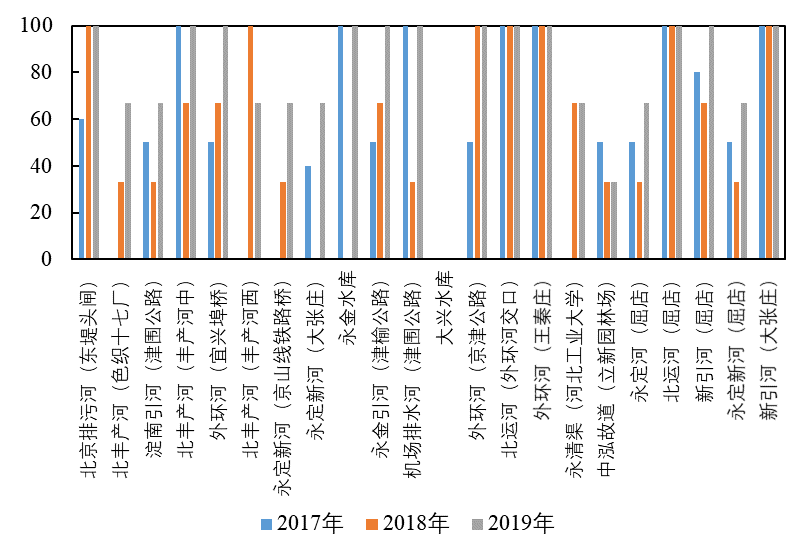 100
80
60
40
20
0
北京排污河（东堤头闸）
北丰产河（色织十七厂）
淀南引河（津围公路）
北丰产河（丰产河中）
外环河（宜兴埠桥）
北丰产河（丰产河西）
永定新河（京山线铁路桥）
永定新河（大张庄）
永金水库
永金引河（津榆公路）
机场排水河（津围公路）
大兴水库
外环河（京津公路）
北运河（外环河交口）
外环河（王秦庄）
永清渠（河北工业大学）
中泓故道（立新园林场）
永定河（屈店）
北运河（屈店）
新引河（屈店）
永定新河（屈店）
新引河（大张庄）
2017年 2018年 2019年